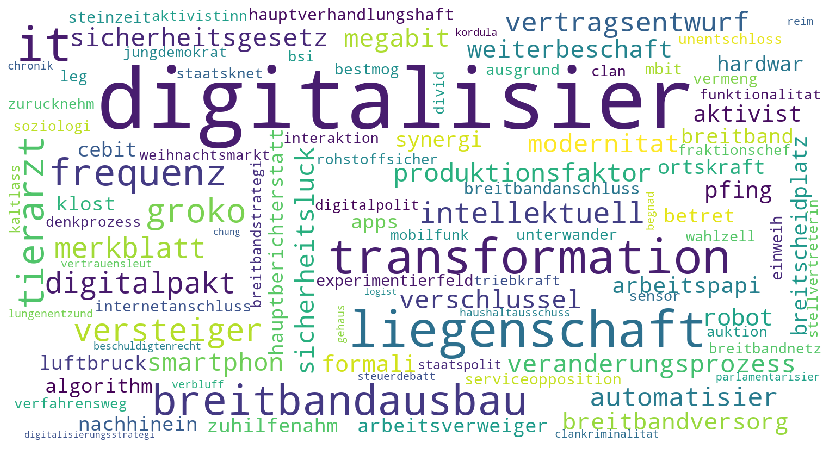 steinzeit
aktivistinn
hauptverhandlungshaft
kordula
vertragsentwurf
reim
it
sicherheitsgesetz
megabit
weiterbeschaft
unentschloss
jungdemokrat
bsi
chronik
leg
staatsknet
bestmog
divid
ausgrund
clan
mbit
hardwar
vermeng
digitalisier
funktionalitat
zurucknehm
aktivist
soziologi
interaktion
synergi
modernitat
breitband
fraktionschef
kaltlass
tierarzt
cebit
weihnachtsmarkt
rohstoffsicher
frequenz
produktionsfaktor
ortskraft
breitscheidplatz
klost
groko
digitalpolit
breitbandanschluss
pfing
denkprozess
breitbandstrategi
hauptberichterstatt
sicherheitsluck
apps
intellektuell
begnad
betret
stellvertreterin
merkblatt
chung
mobilfunk
unterwander
wahlzell
einweih
vertrauensleut
transformation
digitalpakt
experimentierfeld
triebkraft
arbeitspapi
sensor
internetanschluss
logist
verschlussel
lungenentzund
versteiger
gehaus
liegenschaft
haushaltausschuss
robot
auktion
beschuldigtenrecht
breitbandnetz
luftbruck
smartphon
formali
staatspolit
veranderungsprozess
algorithm
verbluff
steuerdebatt
serviceopposition
parlamentarisier
verfahrensweg
breitbandausbau
automatisier
nachhinein
zuhilfenahm
arbeitsverweiger
breitbandversorg
digitalisierungsstrategi
clankriminalitat